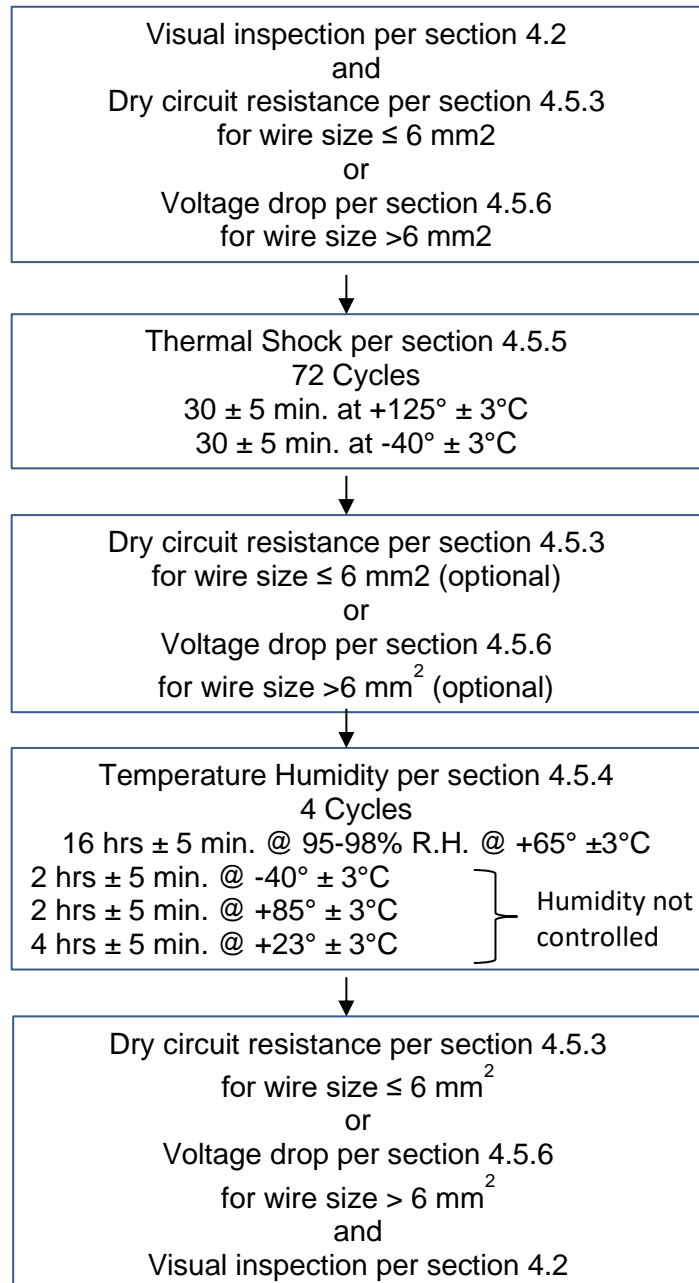 Visual inspection per section 4.2
and
Dry circuit resistance per section 4.5.3
for wire size ≤ 6 mm2
or
Voltage drop per section 4.5.6
for wire size >6 mm2
Thermal Shock per section 4.5.5
72 Cycles
30 ± 5 min. at +125° ± 3°C
30 ± 5 min. at -40° ± 3°C
Dry circuit resistance per section 4.5.3
for wire size ≤ 6 mm2 (optional)
or
Voltage drop per section 4.5.6
for wire size >6 mm² (optional)
Temperature Humidity per section 4.5.4
4 Cycles
16 hrs ± 5 min. @ 95-98% R.H. @ +65° ±3°C
2 hrs ± 5 min. @ -40° ± 3°C
2 hrs ± 5 min. @ +85° ± 3°C
4 hrs ± 5 min. @ +23° ± 3°C
Humidity not
controlled
Dry circuit resistance per section 4.5.3
for wire size ≤ 6 mm²
or
Voltage drop per section 4.5.6
for wire size > 6 mm²
and
Visual inspection per section 4.2